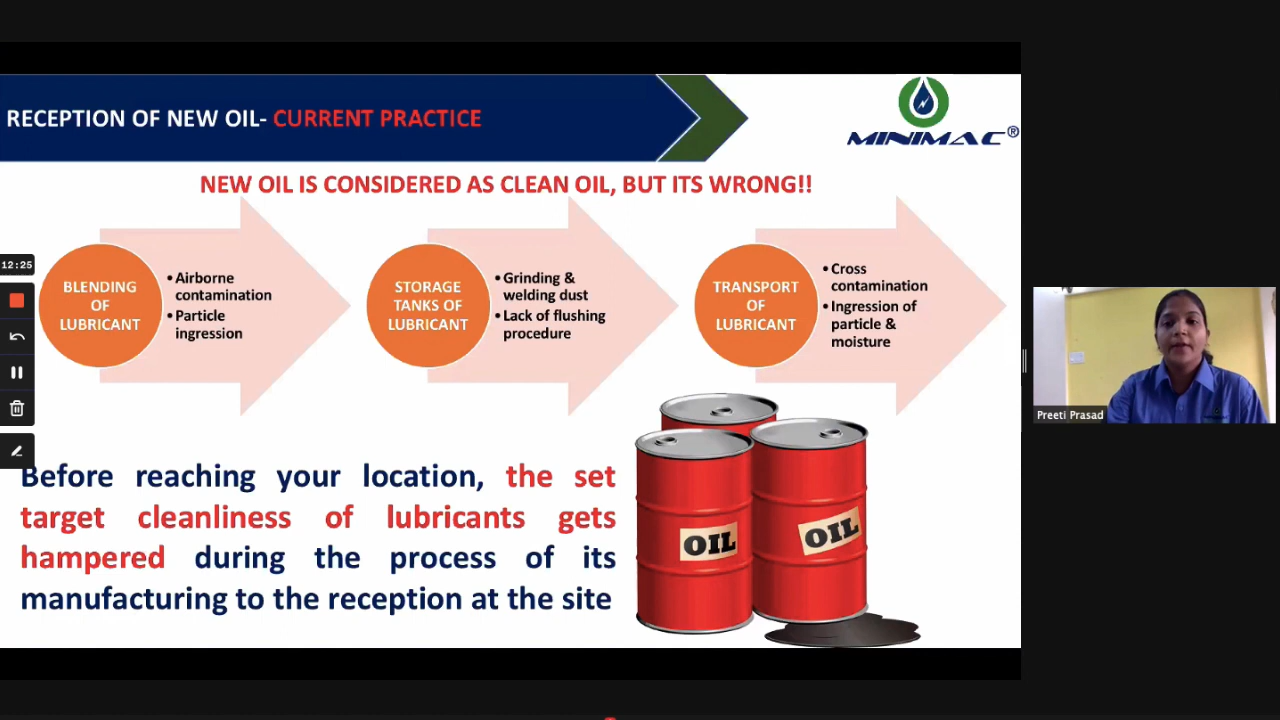 RECEPTION OF NEW OIL- CURRENT PRACTICE
MINIMAC®
NEW OIL IS CONSIDERED AS CLEAN OIL, BUT ITS WRONG!!
12:25
BLENDING
OF
LUBRICANT
• Airborne
contamination
• Particle
ingression
STORAGE
TANKS OF
LUBRICANT
• Grinding &
welding dust
• Lack of flushing
procedure
TRANSPORT
OF
LUBRICANT
• Cross
contamination
• Ingression of
particle &
moisture
Preeti Prasad
Before reaching your location, the set
target cleanliness of lubricants gets
hampered during the process of its
manufacturing to the reception at the site
OIL
OIL